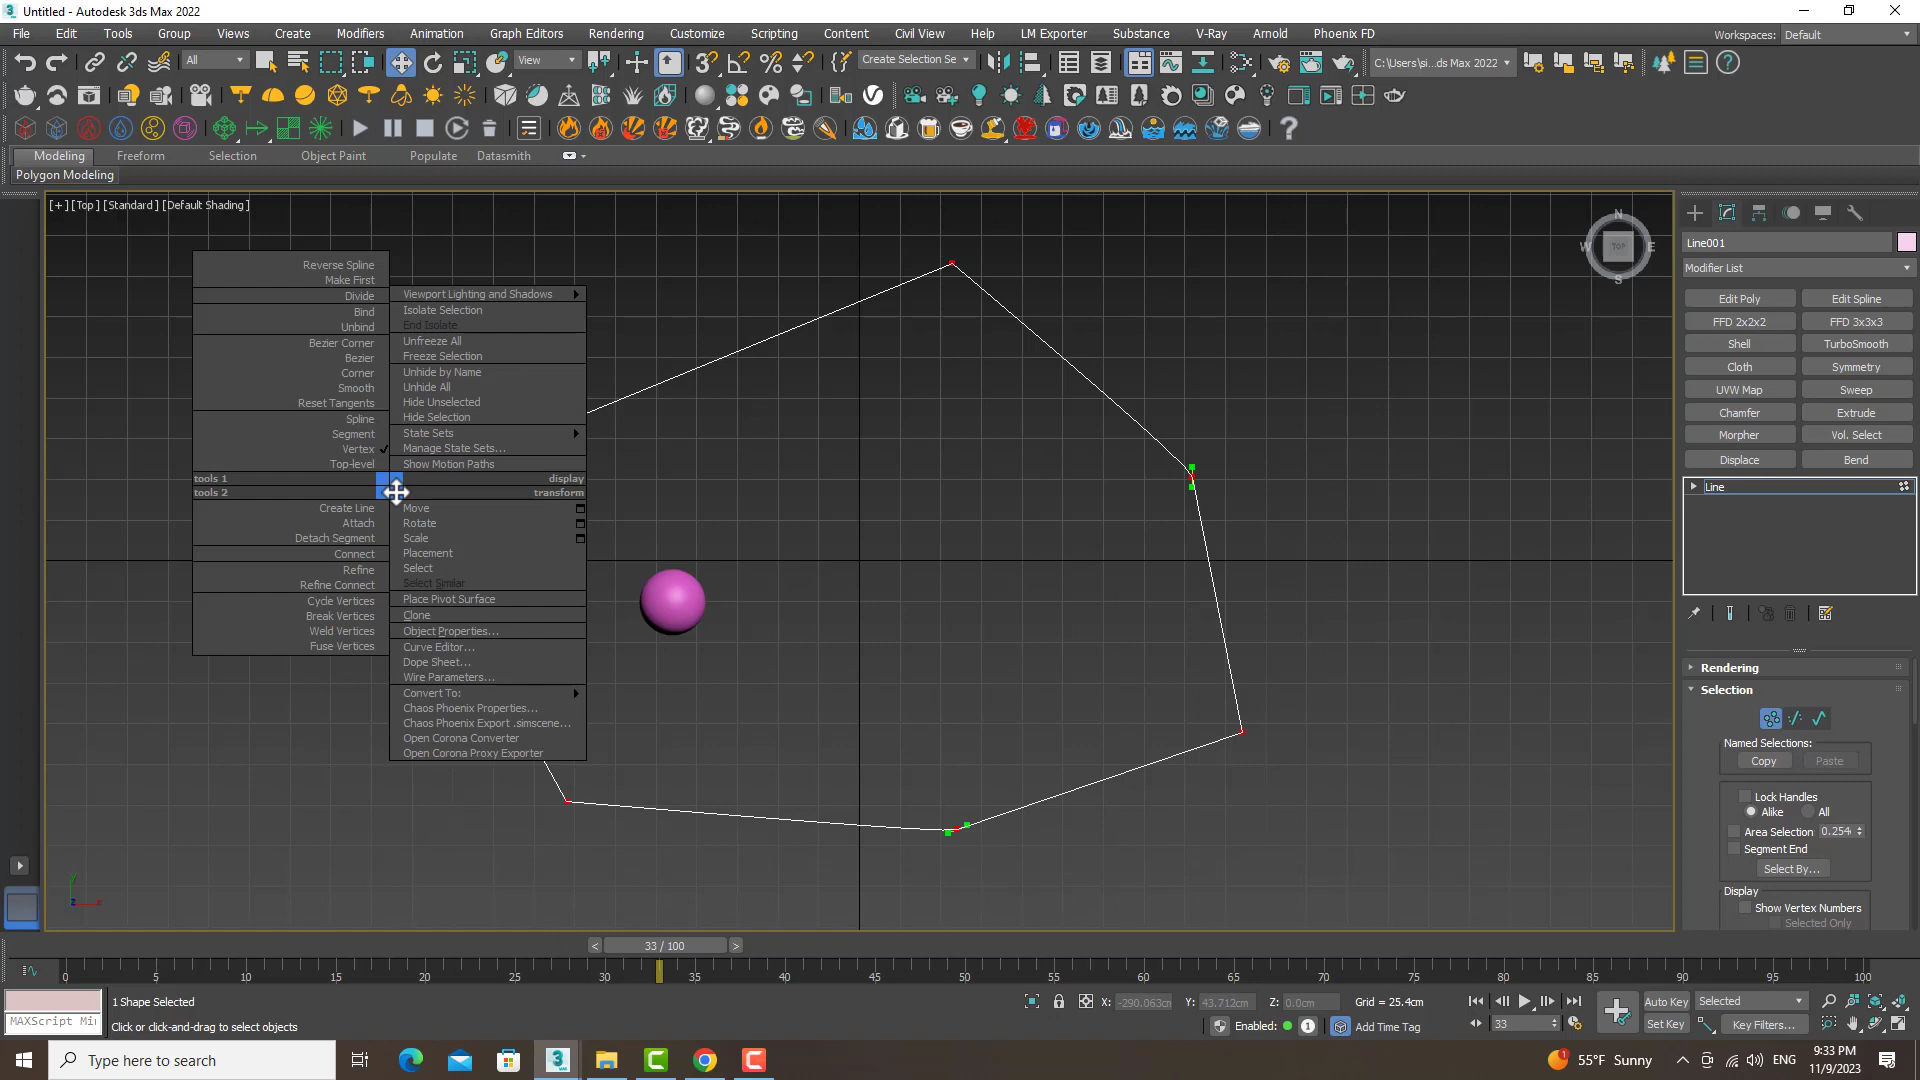 Untitled - Autodesk 3ds Max 2022
File Edit Tools Group Views Create Modifiers Animation Graph Editors Rendering Customize Scripting Content Civil View Help LM Exporter Substance V-Ray Arnold Phoenix FD
Workspaces: Default
All View Create Selection Se C:\Users\si...ds Max 2022
Modeling Freeform Selection Object Paint Populate Datasmith
Polygon Modeling
[+] [Top] [Standard] [Default Shading]
N
W TOP E
S
Line001
Modifier List
Edit Poly Edit Spline
FFD 2x2x2 FFD 3x3x3
Shell TurboSmooth
Cloth Symmetry
UVW Map Sweep
Chamfer Extrude
Morpher Vol. Select
Displace Bend
Line
Rendering
Selection
Named Selections:
Copy Paste
Lock Handles
Alike All
Area Selection 0.254
Segment End
Select By...
Display
Show Vertex Numbers
Selected Only
Reverse Spline
Make First
Divide
Bind
Unbind
Bezier Corner
Bezier
Corner
Smooth
Reset Tangents
Spline
Segment
Vertex
Top-level
tools 1
tools 2
Create Line
Attach
Detach Segment
Connect
Refine
Refine Connect
Cycle Vertices
Break Vertices
Weld Vertices
Fuse Vertices
Viewport Lighting and Shadows
Isolate Selection
End Isolate
Unfreeze All
Freeze Selection
Unhide by Name
Unhide All
Hide Unselected
Hide Selection
State Sets
Manage State Sets...
Show Motion Paths
display
transform
Move
Rotate
Scale
Placement
Select
Select Similar
Place Pivot Surface
Clone
Object Properties...
Curve Editor...
Dope Sheet...
Wire Parameters...
Convert To:
Chaos Phoenix Properties...
Chaos Phoenix Export .simscene...
Open Corona Converter
Open Corona Proxy Exporter
y
z x
< 33 / 100 >
0 5 10 15 20 25 30 35 40 45 50 55 60 65 70 75 80 85 90 95 100
1 Shape Selected
MAXScript Mi
Click or click-and-drag to select objects
X: -290.063cm Y: 43.712cm Z: 0.0cm Grid = 25.4cm
Enabled: 1 Add Time Tag
33
Auto Key Selected
Set Key Key Filters...
Type here to search
55°F Sunny
ENG
9:33 PM
11/9/2023